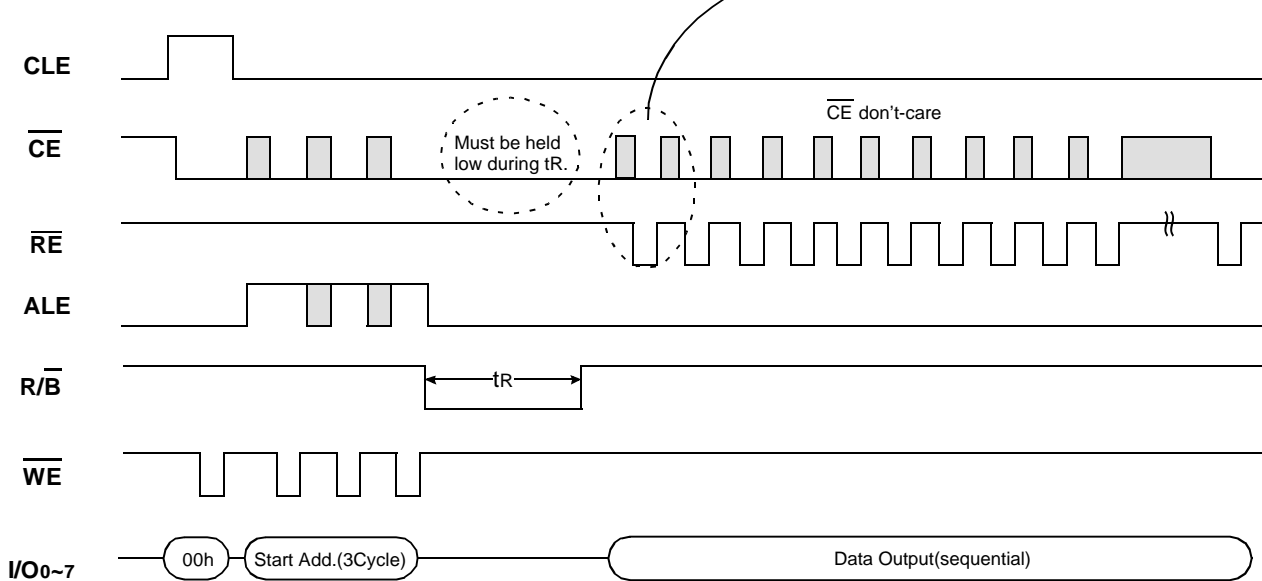 CLE
CE
CE don't-care
Must be held
low during tR.
RE
ALE
R/B
tR
WE
I/O0~7
00h
Start Add.(3Cycle)
Data Output(sequential)